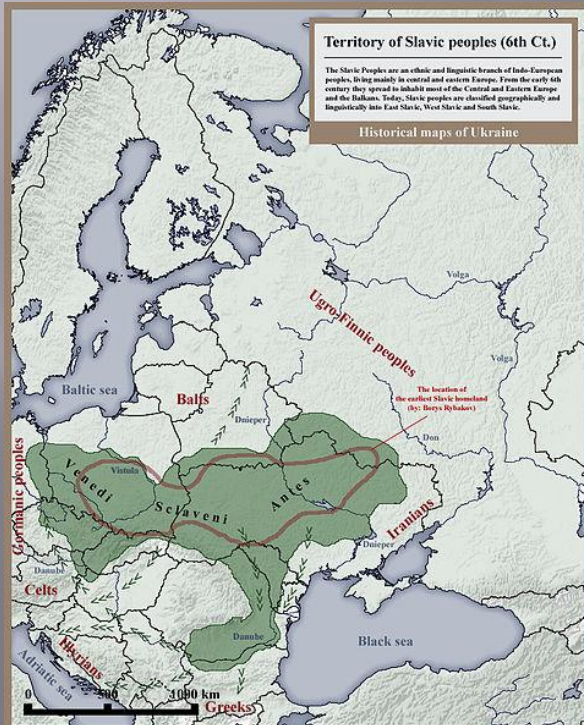 Territory of Slavic peoples (6th Ct.)
The Slavic Peoples are an ethnic and linguistic branch of Indo-European
peoples, living mainly in central and eastern Europe. From the early 6th
century they spread to inhabit most of the Central and Eastern Europe
and the Balkans. Today, Slavic peoples are classified geographically and
linguistically into East Slavic, West Slavic and South Slavic.
Historical maps of Ukraine
Volga
Ugro-Finnic peoples
Volga
Baltic sea
Balts
The location of
the earliest Slavic homeland
(by: Borys Rybakov)
Dnieper
Don
Germanic peoples
Venedi
Vistula
Sclaveni
Antes
Iranians
Dnieper
Danube
Celts
Illyrians
Danube
Black sea
Adriatic sea
0 500 1000 km
Greeks